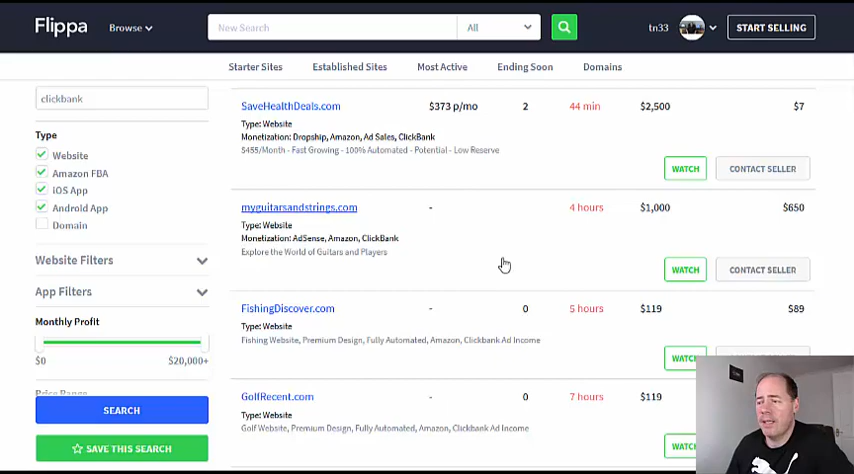 Flippa
Browse
New Search
All
tn33
START SELLING
Starter Sites
Established Sites
Most Active
Ending Soon
Domains
clickbank
Type
Website
Amazon FBA
iOS App
Android App
Domain
Website Filters
App Filters
Monthly Profit
$0
$20,000+
Price Range
SEARCH
SAVE THIS SEARCH
SaveHealthDeals.com $373 p/mo 2 44 min $2,500 $7
Type: Website
Monetization: Dropship, Amazon, Ad Sales, ClickBank
$455/Month - Fast Growing - 100% Automated - Potential - Low Reserve
WATCH CONTACT SELLER
myguitarsandstrings.com - 4 hours $1,000 $650
Type: Website
Monetization: AdSense, Amazon, ClickBank
Explore the World of Guitars and Players
WATCH CONTACT SELLER
FishingDiscover.com - 0 5 hours $119 $89
Type: Website
Fishing Website, Premium Design, Fully Automated, Amazon, Clickbank Ad Income
WATCH
GolfRecent.com - 0 7 hours $119
Type: Website
Golf Website, Premium Design, Fully Automated, Amazon, Clickbank Ad Income
WATCH